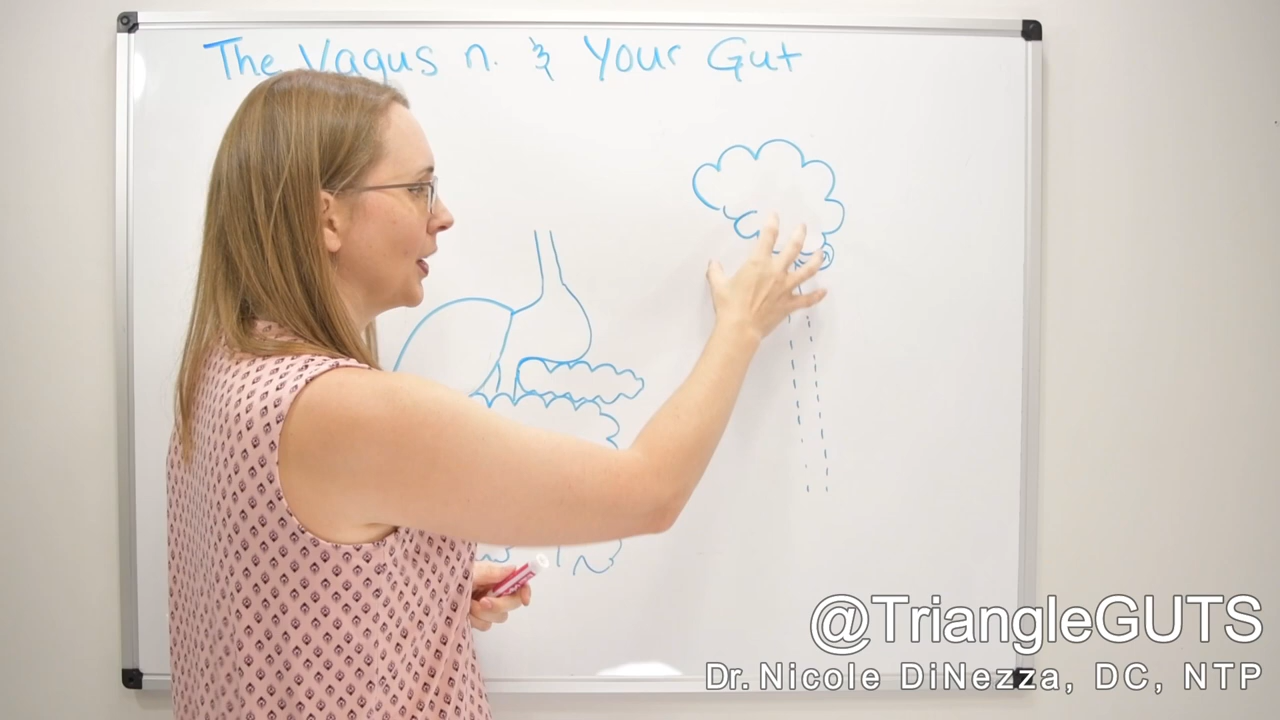 The Vagus n. & Your Gut
@TriangleGUTS
Dr. Nicole DiNezza, DC, NTP